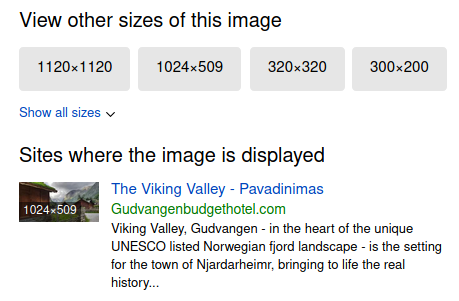 View other sizes of this image
1120×1120 1024×509 320×320 300×200
Show all sizes
Sites where the image is displayed
The Viking Valley - Pavadinimas
1024×509
Gudvangenbudgethotel.com
Viking Valley, Gudvangen - in the heart of the unique
UNESCO listed Norwegian fjord landscape - is the setting
for the town of Njardarheimr, bringing to life the real
history...